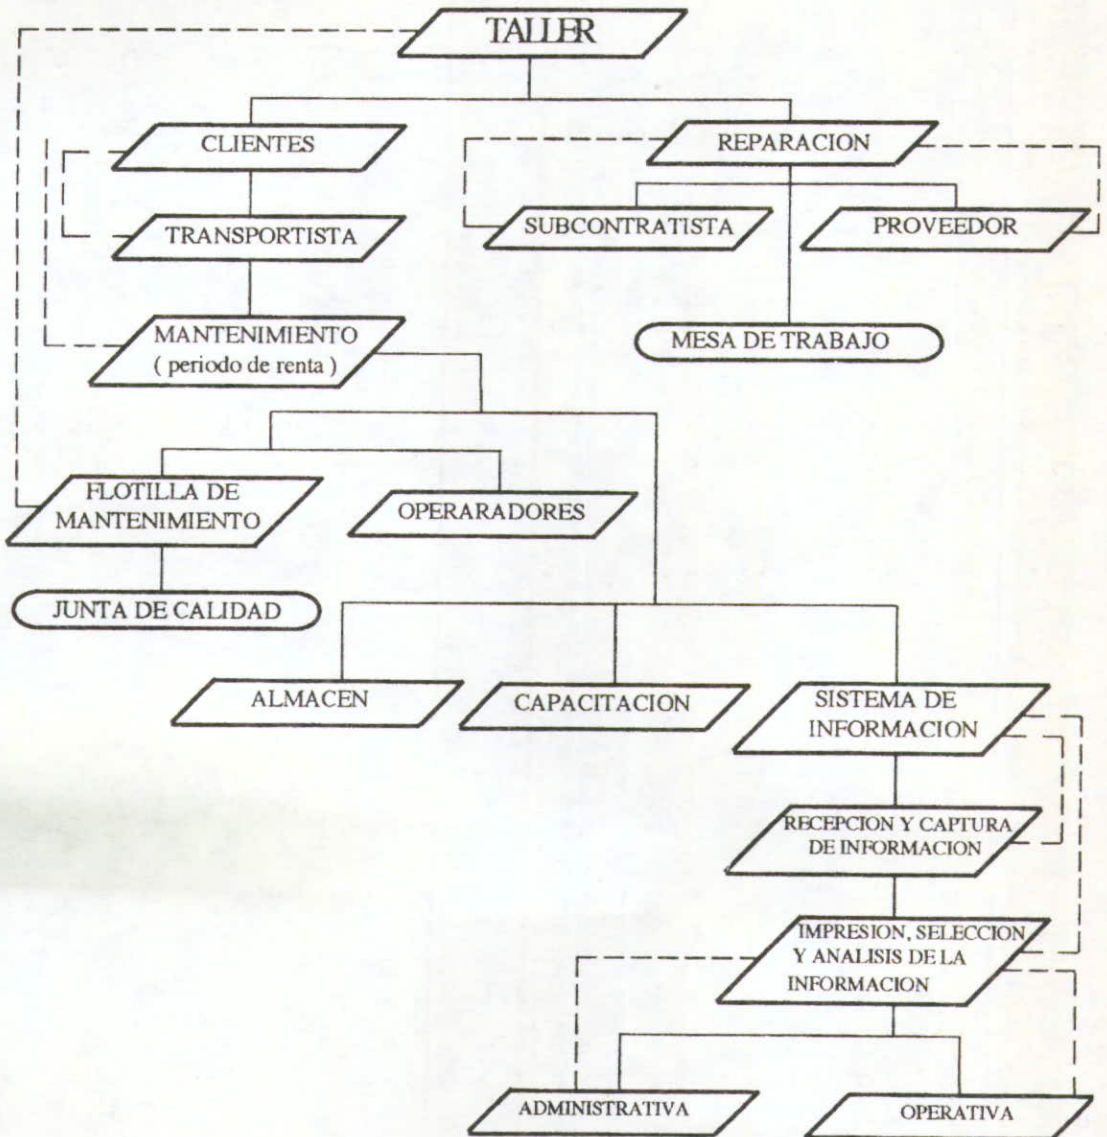 TALLER
CLIENTES
REPARACION
TRANSPORTISTA
SUBCONTRATISTA
PROVEEDOR
MANTENIMIENTO
( periodo de renta )
MESA DE TRABAJO
FLOTILLA DE
MANTENIMIENTO
OPERARADORES
JUNTA DE CALIDAD
ALMACEN
CAPACITACION
SISTEMA DE
INFORMACION
RECEPCION Y CAPTURA
DE INFORMACION
IMPRESION, SELECCION
Y ANALISIS DE LA
INFORMACION
ADMINISTRATIVA
OPERATIVA